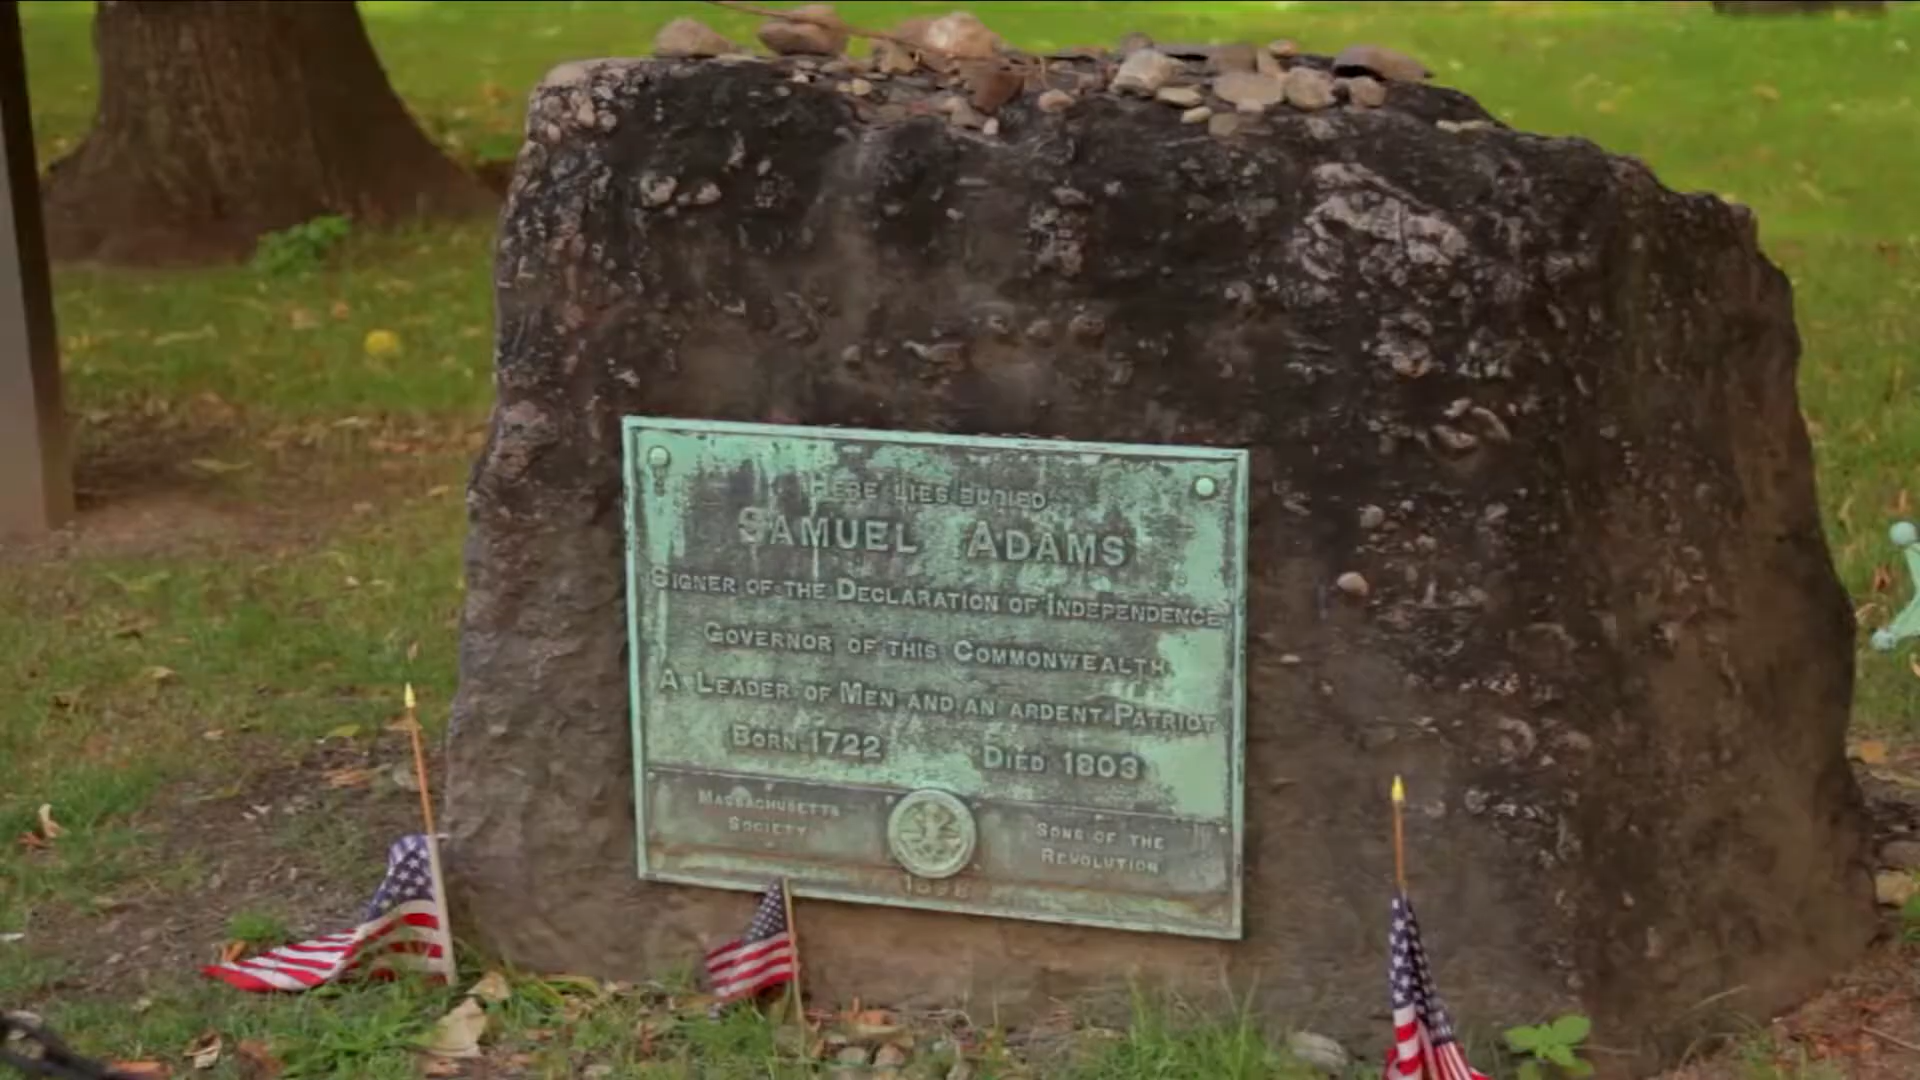 Here lies buried
Samuel Adams
Signer of the Declaration of Independence
Governor of this Commonwealth
A Leader of Men and an ardent Patriot
Born 1722 Died 1803
Massachusetts Society
Sons of the Revolution
1898